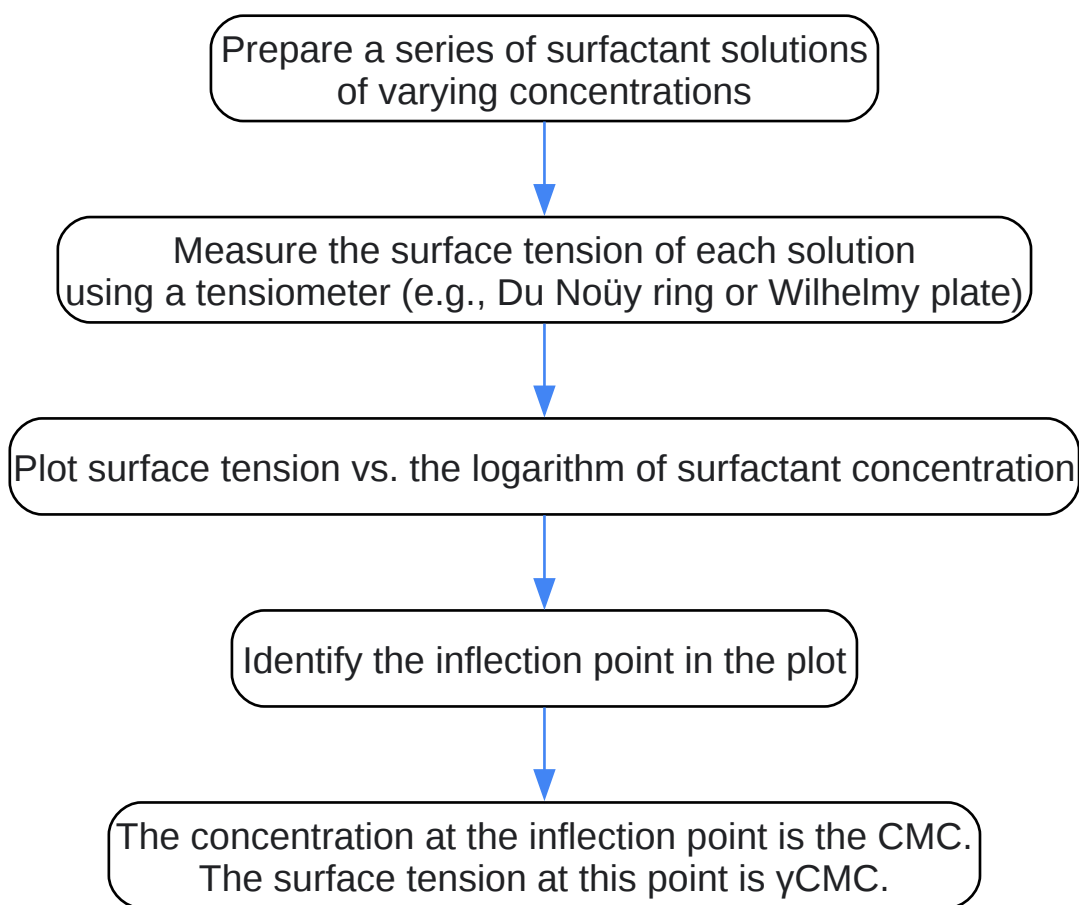 Prepare a series of surfactant solutions
of varying concentrations
Measure the surface tension of each solution
using a tensiometer (e.g., Du Noüy ring or Wilhelmy plate)
Plot surface tension vs. the logarithm of surfactant concentration
Identify the inflection point in the plot
The concentration at the inflection point is the CMC.
The surface tension at this point is γCMC.